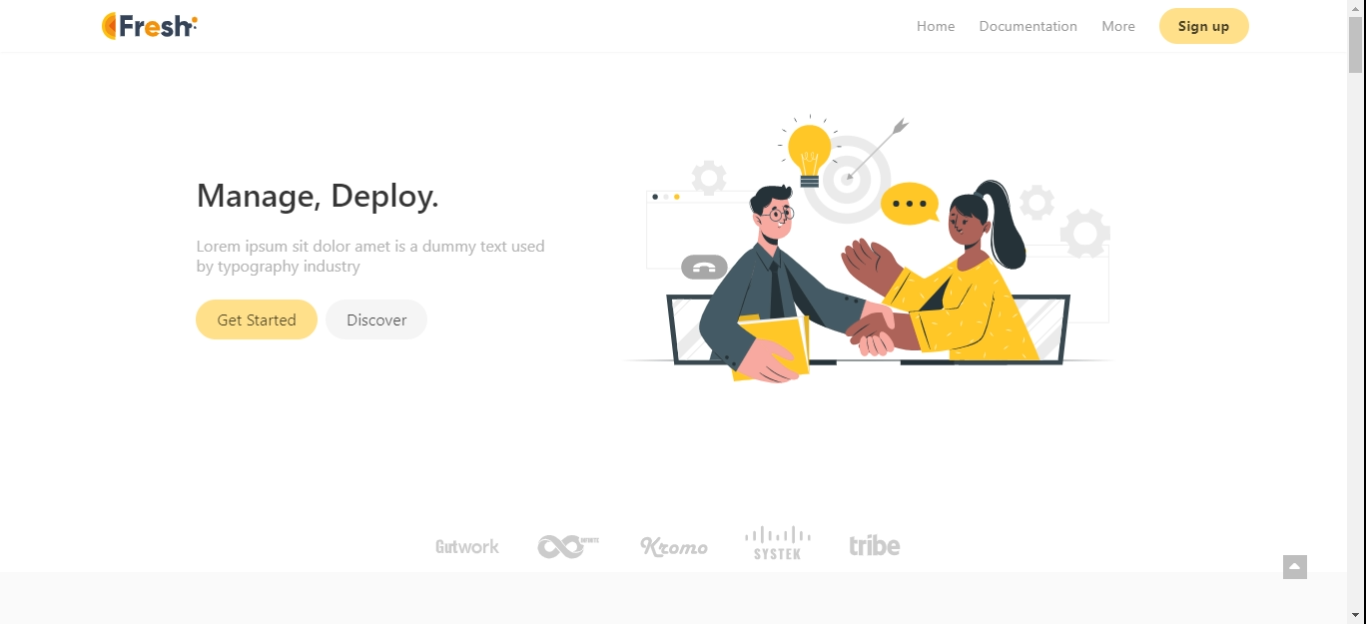 Fresh
Home Documentation More Sign up
Manage, Deploy.
Lorem ipsum sit dolor amet is a dummy text used
by typography industry
Get Started Discover
Gutwork INFINITE Kromo SYSTEK tribe